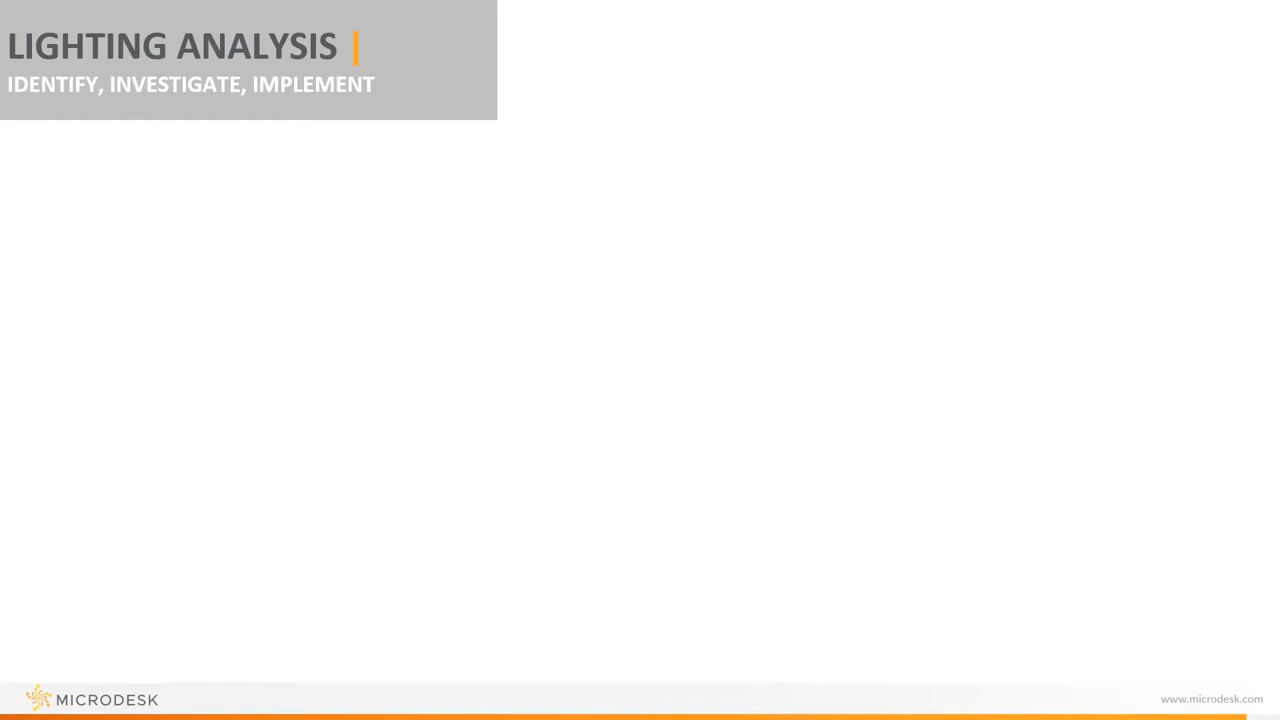 LIGHTING ANALYSIS |
IDENTIFY, INVESTIGATE, IMPLEMENT
MICRODESK
www.microdesk.com